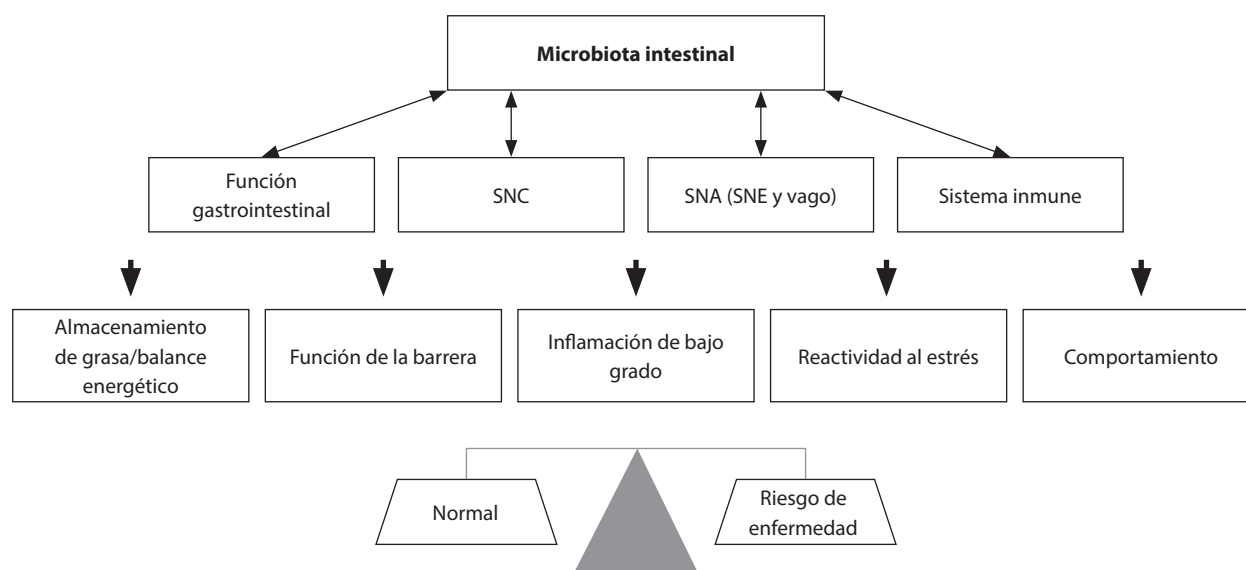 Microbiota intestinal
Función
gastrointestinal
SNC
SNA (SNE y vago)
Sistema inmune
Almacenamiento
de grasa/balance
energético
Función de la barrera
Inflamación de bajo
grado
Reactividad al estrés
Comportamiento
Normal
Riesgo de
enfermedad